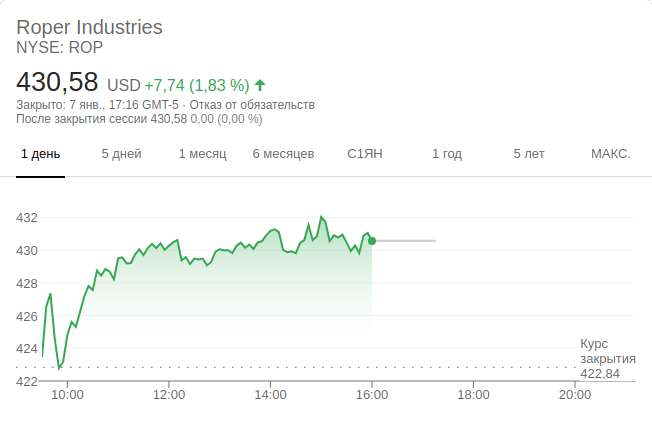 Roper Industries
NYSE: ROP
430,58 USD +7,74 (1,83 %)
Закрыто: 7 янв., 17:16 GMT-5 · Отказ от обязательств
После закрытия сессии 430,58 0,00 (0,00 %)
1 день 5 дней 1 месяц 6 месяцев С1ЯН 1 год 5 лет МАКС.
432
430
428
426
424
422
Курс
закрытия
422,84
10:00 12:00 14:00 16:00 18:00 20:00